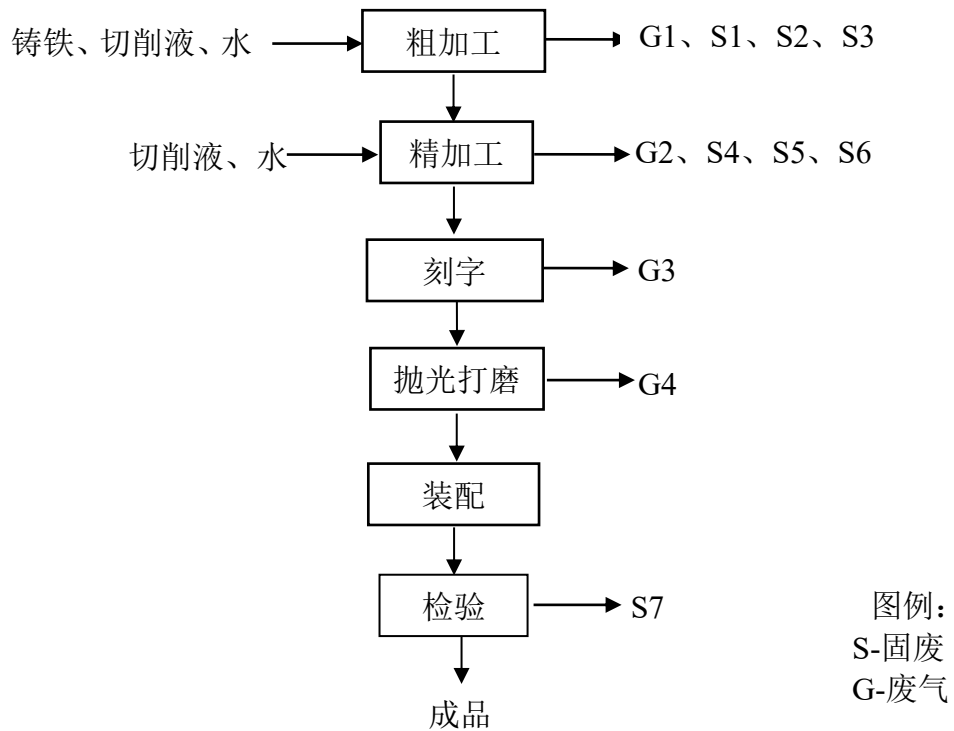 铸铁、切削液、水
粗加工
G1、S1、S2、S3
切削液、水
精加工
G2、S4、S5、S6
刻字
G3
抛光打磨
G4
装配
检验
S7
成品
图例：
S-固废
G-废气